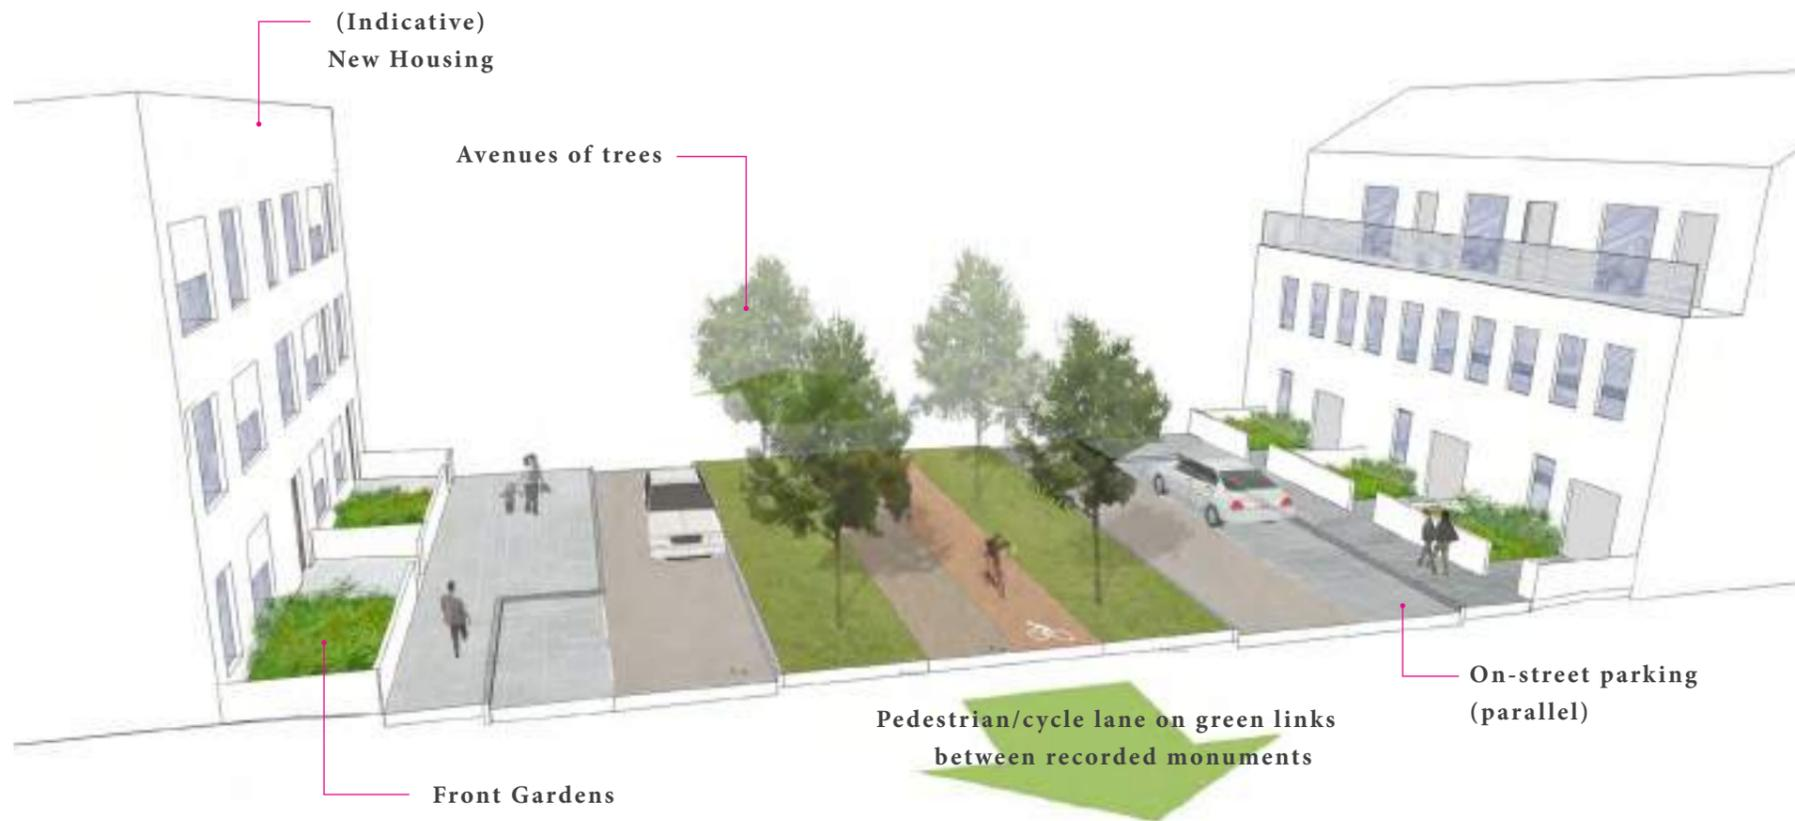 (Indicative)
New Housing
Avenues of trees
On-street parking
(parallel)
Pedestrian/cycle lane on green links
between recorded monuments
Front Gardens